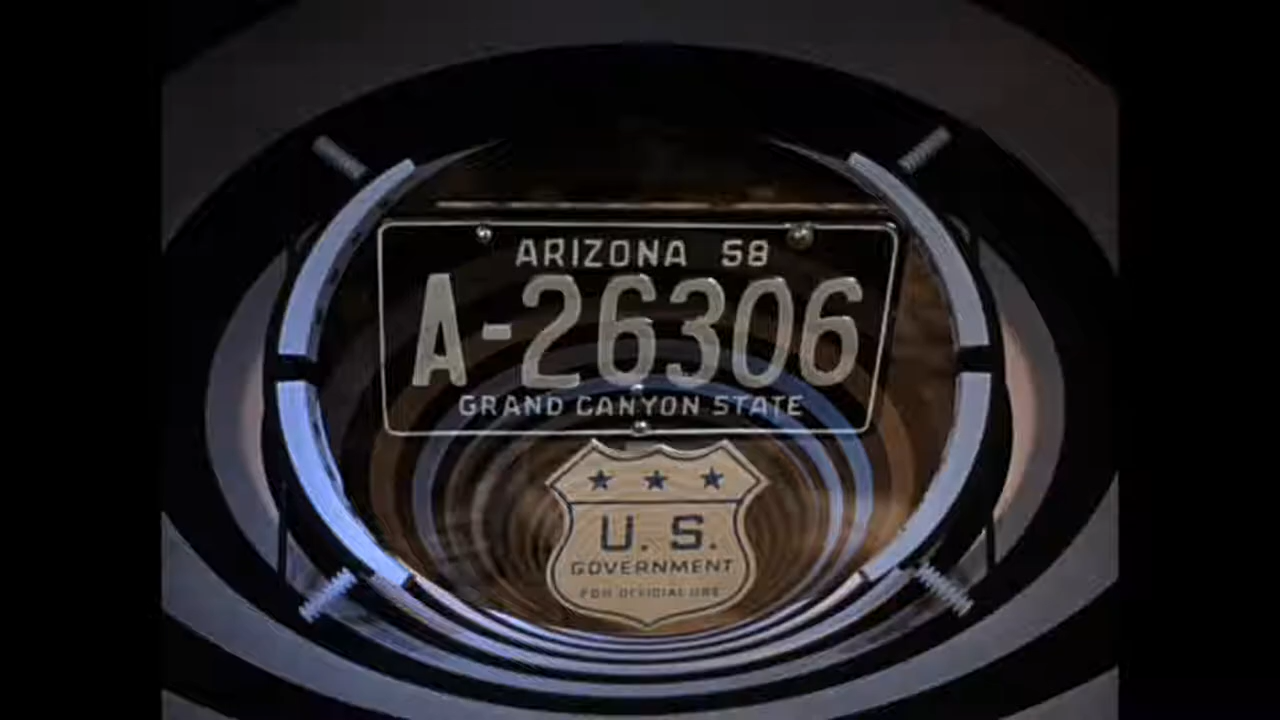 ARIZONA 58
A-26306
GRAND CANYON STATE
U. S.
GOVERNMENT
FOR OFFICIAL USE